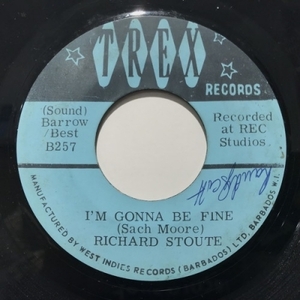 TREX
RECORDS
(Sound)
Barrow
/Best
B257
Recorded
at REC
Studios.
I'M GONNA BE FINE
(Sach Moore)
RICHARD STOUTE
MANUFACTURED BY WEST INDIES RECORDS (BARBADOS) LTD, BARBADOS W.I.